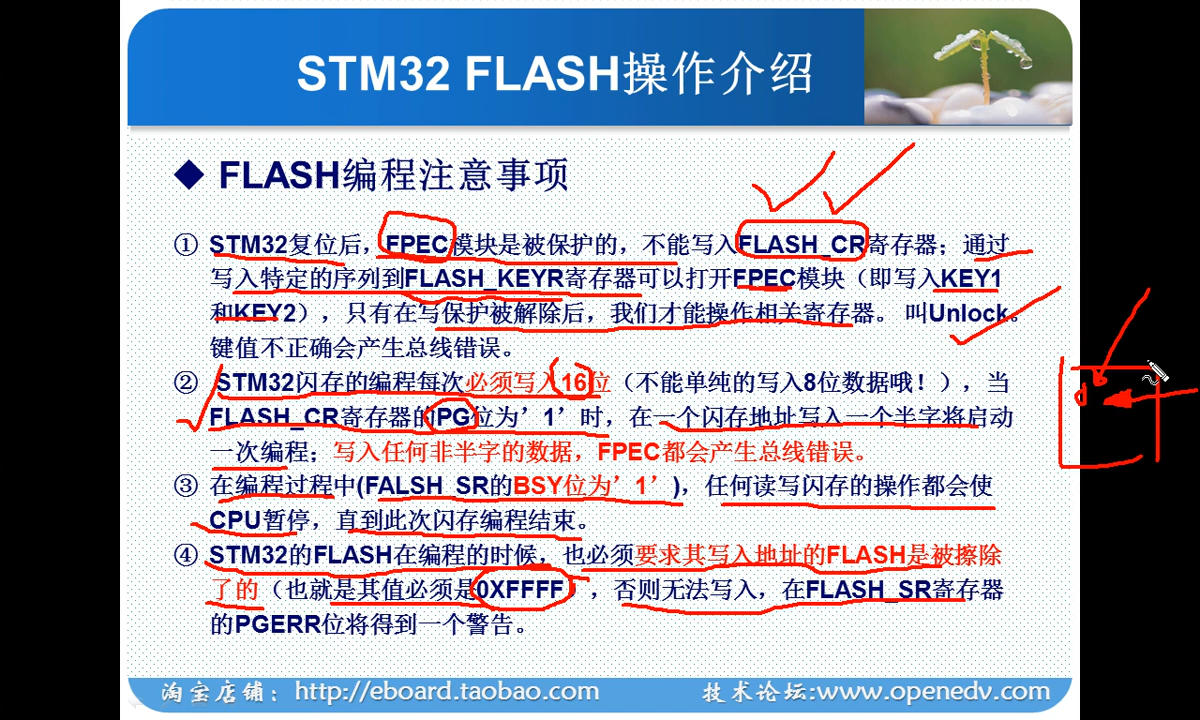 STM32 FLASH操作介绍
◆ FLASH编程注意事项
① STM32复位后，FPEC模块是被保护的，不能写入FLASH_CR寄存器；通过
写入特定的序列到FLASH_KEYR寄存器可以打开FPEC模块（即写入KEY1
和KEY2），只有在写保护被解除后，我们才能操作相关寄存器。 叫Unlock。
键值不正确会产生总线错误。
② STM32闪存的编程每次必须写入16位（不能单纯的写入8位数据哦！），当
FLASH_CR寄存器的PG位为’1’时，在一个闪存地址写入一个半字将启动
一次编程；写入任何非半字的数据，FPEC都会产生总线错误。
③ 在编程过程中(FALSH_SR的BSY位为’1’)，任何读写闪存的操作都会使
CPU暂停，直到此次闪存编程结束。
④ STM32的FLASH在编程的时候，也必须要求其写入地址的FLASH是被擦除
了的（也就是其值必须是0XFFFF），否则无法写入，在FLASH_SR寄存器
的PGERR位将得到一个警告。
d
淘宝店铺：http://eboard.taobao.com 技术论坛:www.openedv.com